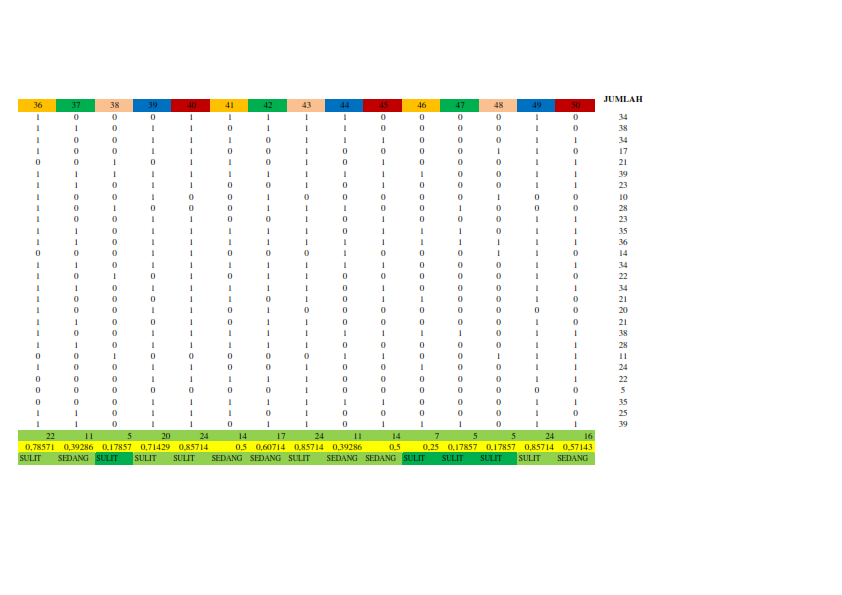 JUMLAH
36 37 38 39 40 41 42 43 44 45 46 47 48 49 50
1 0 0 0 1 1 1 1 1 0 0 0 0 1 0 34
1 1 0 1 1 0 1 1 1 0 0 0 0 1 0 38
1 0 0 1 1 1 0 1 1 1 0 0 0 1 1 34
1 0 0 1 1 0 0 1 0 0 0 0 1 1 0 17
0 0 1 0 1 1 0 1 0 1 0 0 0 1 1 21
1 1 1 1 1 1 1 1 1 1 1 0 0 1 1 39
1 1 0 1 1 0 0 1 0 1 0 0 0 1 1 23
1 0 0 1 0 0 1 0 0 0 0 0 1 0 0 10
1 0 1 0 0 0 1 1 1 0 0 1 0 0 0 28
1 0 0 1 1 0 0 1 0 1 0 0 0 1 1 23
1 1 0 1 1 1 1 1 0 1 1 1 0 1 1 35
1 1 0 1 1 1 1 1 1 1 1 1 1 1 1 36
0 0 0 1 1 0 0 0 1 0 0 0 1 1 0 14
1 1 0 1 1 1 1 1 1 1 0 0 0 1 1 34
1 0 1 0 1 0 1 1 0 0 0 0 0 1 0 22
1 1 0 1 1 1 1 1 0 1 0 0 0 1 1 34
1 0 0 0 1 1 0 1 0 1 1 0 0 1 0 21
1 0 0 1 1 0 1 0 0 0 0 0 0 0 0 20
1 1 0 0 1 0 1 1 0 0 0 0 0 1 0 21
1 0 0 1 1 1 1 1 1 1 1 1 0 1 1 38
1 1 0 1 1 1 1 1 0 0 0 0 0 1 1 28
0 0 1 0 0 0 0 0 1 1 0 0 1 1 1 11
1 0 0 1 1 0 0 1 0 0 1 0 0 1 1 24
0 0 0 1 1 1 1 1 0 0 0 0 0 1 1 22
0 0 0 0 0 0 0 1 0 0 0 0 0 0 0 5
0 0 0 1 1 1 1 1 1 0 0 0 0 1 1 35
1 1 0 1 1 1 0 1 0 0 0 0 0 1 0 25
1 1 0 1 1 1 1 1 0 1 1 1 0 1 1 39
22 11 5 20 24 14 17 24 11 14 7 5 5 24 16
0,78571 0,39286 0,17857 0,71429 0,85714 0,5 0,60714 0,85714 0,39286 0,5 0,25 0,17857 0,17857 0,85714 0,57143
SULIT SEDANG SULIT SULIT SULIT SEDANG SEDANG SULIT SEDANG SEDANG SULIT SULIT SULIT SULIT SEDANG